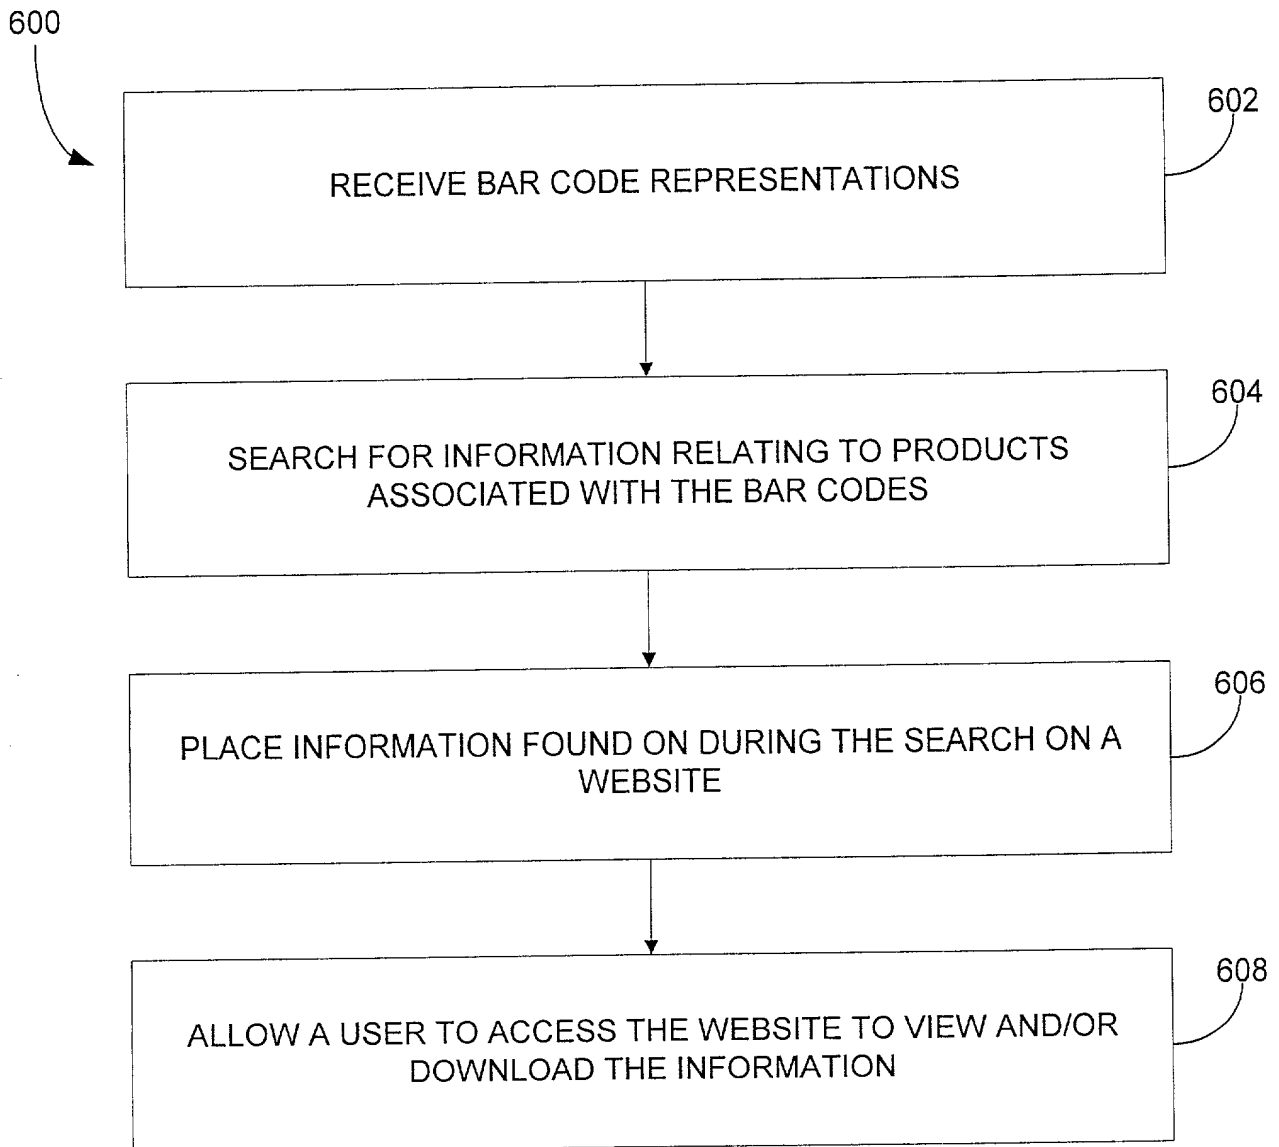 600
602
RECEIVE BAR CODE REPRESENTATIONS
604
SEARCH FOR INFORMATION RELATING TO PRODUCTS
ASSOCIATED WITH THE BAR CODES
606
PLACE INFORMATION FOUND ON DURING THE SEARCH ON A
WEBSITE
608
ALLOW A USER TO ACCESS THE WEBSITE TO VIEW AND/OR
DOWNLOAD THE INFORMATION